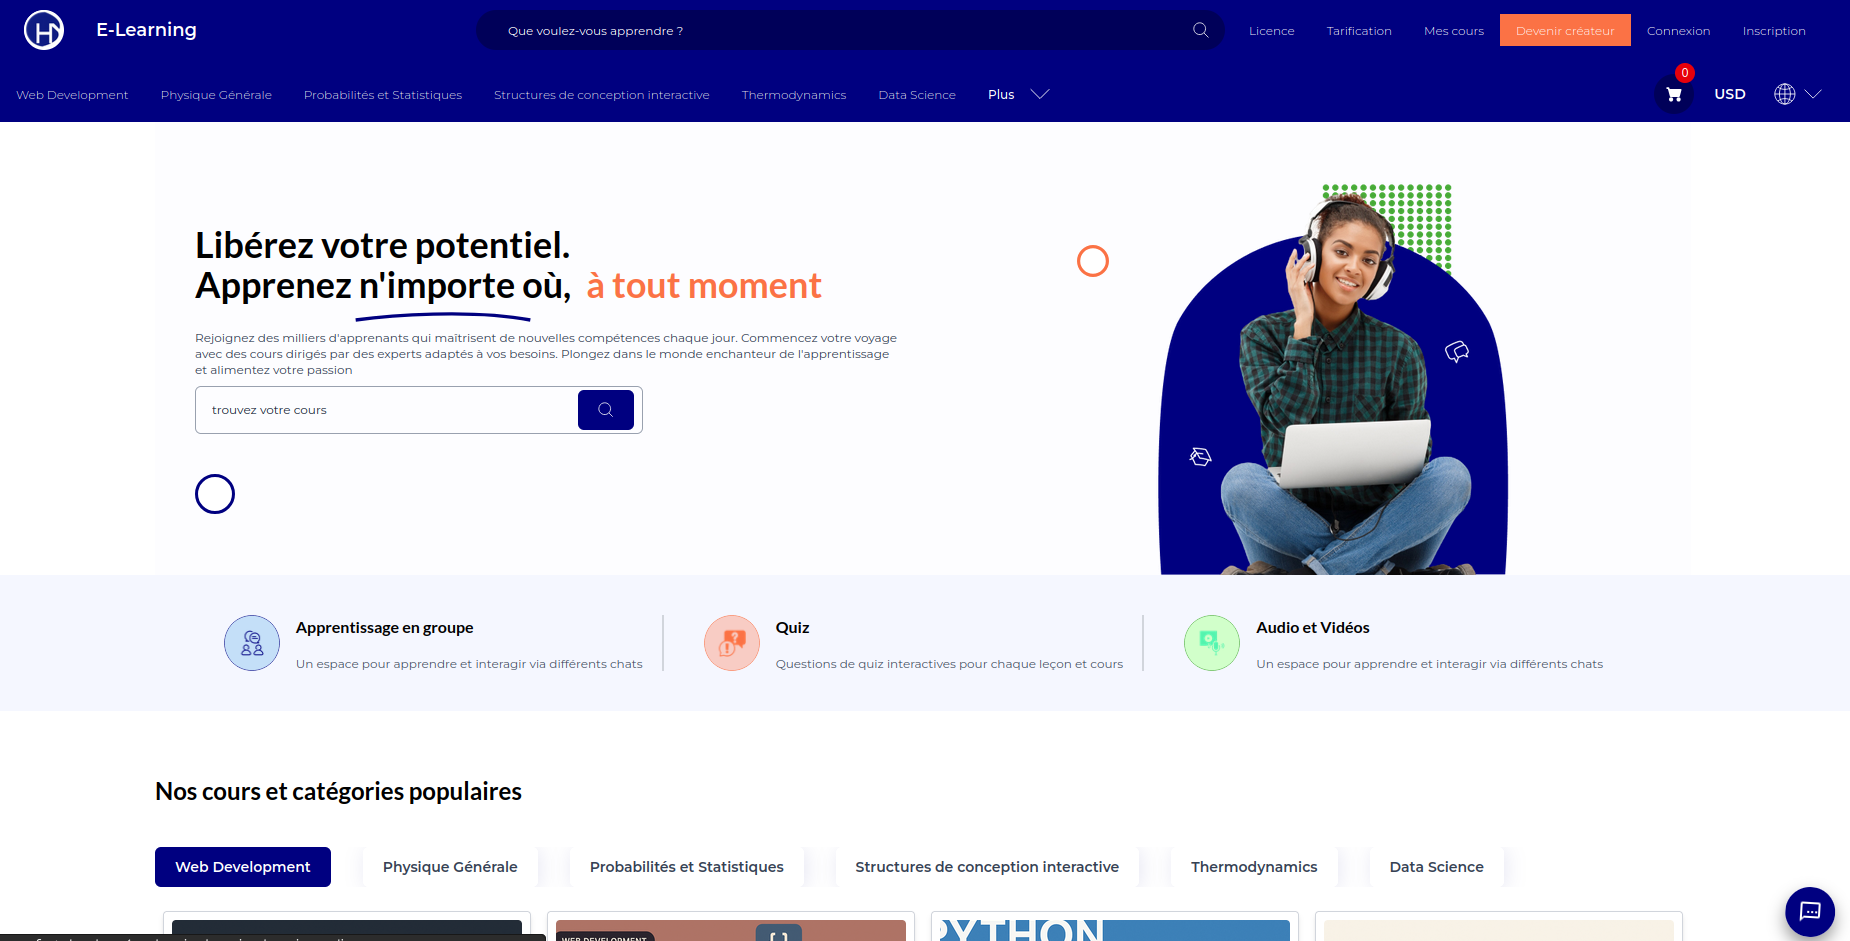 E-Learning
Que voulez-vous apprendre ?
Licence
Tarification
Mes cours
Devenir créateur
Connexion
Inscription
Web Development
Physique Générale
Probabilités et Statistiques
Structures de conception interactive
Thermodynamics
Data Science
Plus
0
USD
Libérez votre potentiel.
Apprenez n'importe où, à tout moment
Rejoignez des milliers d'apprenants qui maîtrisent de nouvelles compétences chaque jour. Commencez votre voyage
avec des cours dirigés par des experts adaptés à vos besoins. Plongez dans le monde enchanteur de l'apprentissage
et alimentez votre passion
trouvez votre cours
Apprentissage en groupe
Un espace pour apprendre et interagir via différents chats
Quiz
Questions de quiz interactives pour chaque leçon et cours
Audio et Vidéos
Un espace pour apprendre et interagir via différents chats
Nos cours et catégories populaires
Web Development
Physique Générale
Probabilités et Statistiques
Structures de conception interactive
Thermodynamics
Data Science
WEB DEVELOPMENT
PYTHON